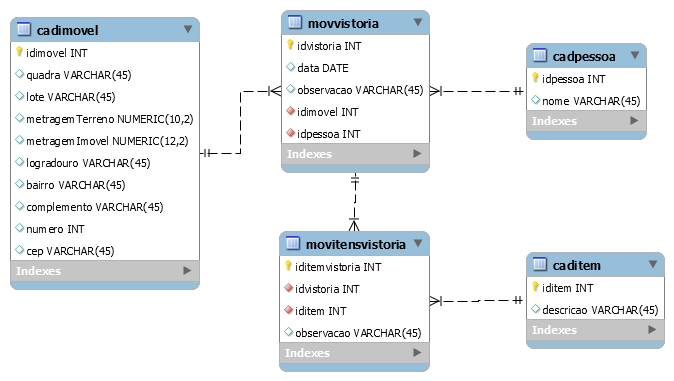 cadimovel
idimovel INT
quadra VARCHAR(45)
lote VARCHAR(45)
metragemTerreno NUMERIC(10,2)
metragemImovel NUMERIC(12,2)
logradouro VARCHAR(45)
bairro VARCHAR(45)
complemento VARCHAR(45)
numero INT
cep VARCHAR(45)
Indexes
movvistoria
idvistoria INT
data DATE
observacao VARCHAR(45)
idimovel INT
idpessoa INT
Indexes
cadpessoa
idpessoa INT
nome VARCHAR(45)
Indexes
movitensvistoria
iditemvistoria INT
idvistoria INT
iditem INT
observacao VARCHAR(45)
Indexes
caditem
iditem INT
descricao VARCHAR(45)
Indexes